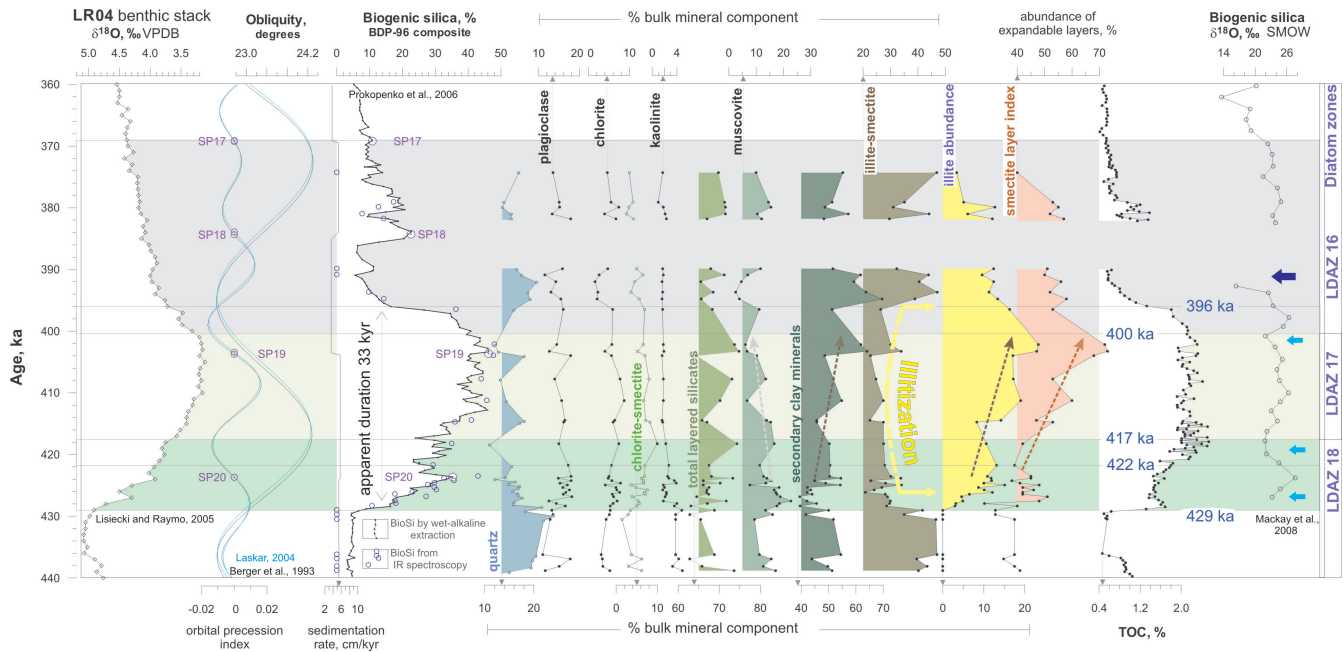 LR04 benthic stack
δ18O, ‰ VPDB
5.0 4.5 4.0 3.5
Obliquity,
degrees
23.0 24.2
Biogenic silica, %
BDP-96 composite
0 10 20 30 40 50
% bulk mineral component
10 20 0 10 0 4 0 10 20 30 40 50
abundance of
expandable layers, %
40 50 60 70
Biogenic silica
δ18O, ‰ SMOW
14 20 26
Age, ka
360
370
380
390
400
410
420
430
440
Prokopenko et al., 2006
SP17
SP17
SP18
SP18
SP19
SP19
SP20
SP20
apparent duration 33 kyr
Lisiecki and Raymo, 2005
Laskar, 2004
Berger et al., 1993
BioSi by wet-alkaline
extraction
BioSi from
IR spectroscopy
quartz
plagioclase
chlorite
chlorite-smectite
kaolinite
total layered silicates
muscovite
secondary clay minerals
illite-smectite
Illitization
illite abundance
smectite layer index
396 ka
400 ka
417 ka
422 ka
429 ka
Mackay et al.,
2008
Diatom zones
LDAZ 16
LDAZ 17
LDAZ 18
-0.02 0 0.02
orbital precession
index
2 6 10
sedimentation
rate, cm/kyr
10 20 0 10 60 70 80 40 50 60 70 0 10 20
% bulk mineral component
0.4 1.2 2.0
TOC, %